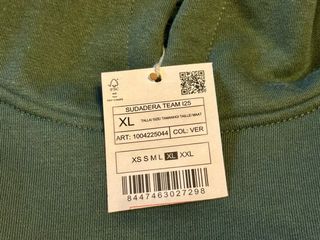 SUDADERA TEAM I25
XL TALLA/ SIZE/ TAMANHO/ TAILLE/ MAAT
ART: 1004225044 COL: VER
XS S M L XL XXL
8447463027298